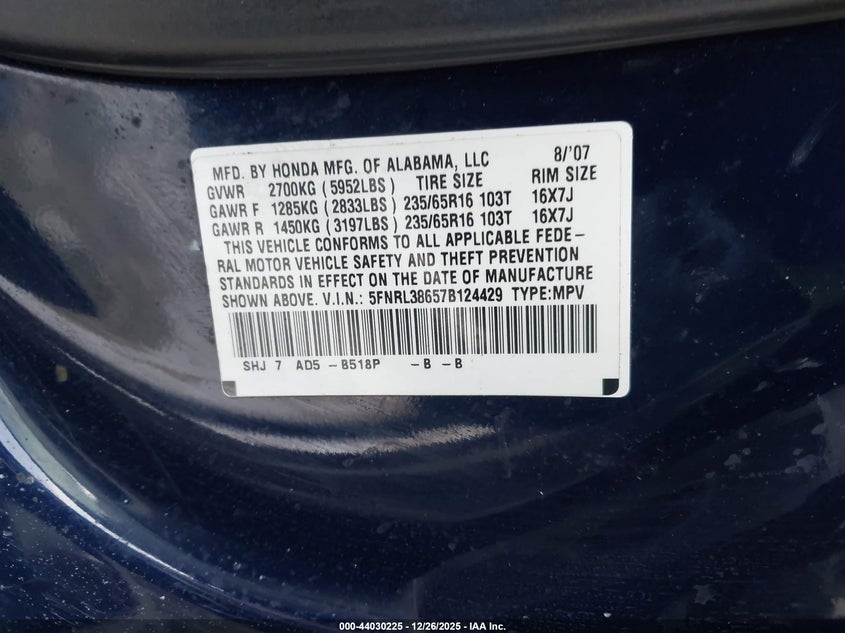 MFD. BY HONDA MFG. OF ALABAMA, LLC 8/'07
GVWR 2700KG (5952LBS) TIRE SIZE RIM SIZE
GAWR F 1285KG (2833LBS) 235/65R16 103T 16X7J
GAWR R 1450KG (3197LBS) 235/65R16 103T 16X7J
THIS VEHICLE CONFORMS TO ALL APPLICABLE FEDE-
RAL MOTOR VEHICLE SAFETY AND THEFT PREVENTION
STANDARDS IN EFFECT ON THE DATE OF MANUFACTURE
SHOWN ABOVE. V.I.N.: 5FNRL38657B124429 TYPE:MPV
SHJ 7 AD5 -B518P -B -B
000-44030225 - 12/26/2025 - IAA Inc.